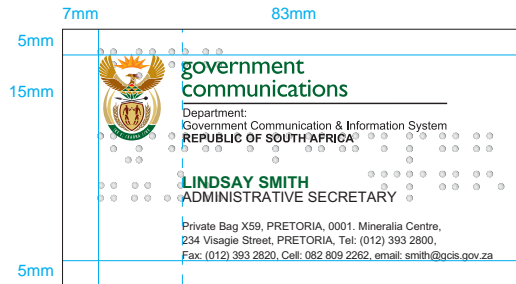 7mm 83mm
5mm
15mm
government
communications
Department:
Government Communication & Information System
REPUBLIC OF SOUTH AFRICA
LINDSAY SMITH
ADMINISTRATIVE SECRETARY
Private Bag X59, PRETORIA, 0001. Mineralia Centre,
234 Visagie Street, PRETORIA, Tel: (012) 393 2800,
Fax: (012) 393 2820, Cell: 082 809 2262, email: smith@gcis.gov.za
5mm